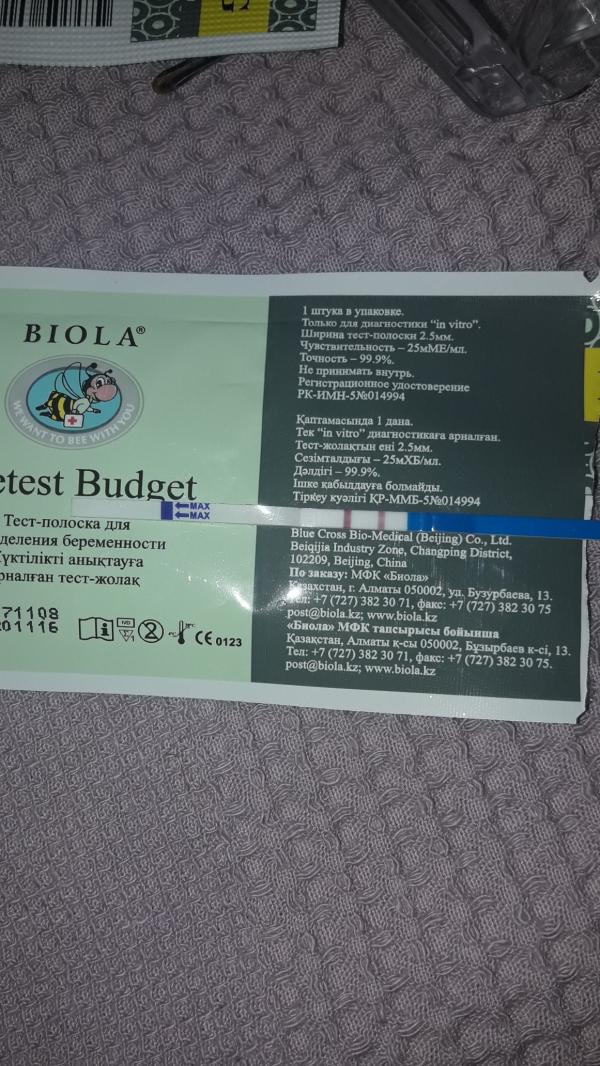 BIOLA®
WE WANT TO BEE WITH YOU
etest Budget
Тест-полоска для
деления беременности
үктілікті анықтауға
рналған тест-жолақ
71108
01116
IVD
CE 0123
1 штука в упаковке.
Только для диагностики “in vitro”.
Ширина тест-полоски 2.5мм.
Чувствительность – 25мМЕ/мл.
Точность – 99.9%.
Не принимать внутрь.
Регистрационное удостоверение
РК-ИМН-5№014994
Қаптамасында 1 дана.
Тек “in vitro” диагностикаға арналған.
Тест-жолақтың ені 2.5мм.
Сезімталдығы – 25мХБ/мл.
Дәлдігі – 99.9%.
Ішке қабылдауға болмайды.
Тіркеу куәлігі ҚР-ММБ-5№014994
MAX
MAX
Blue Cross Bio-Medical (Beijing) Co., Ltd.
Beiqijia Industry Zone, Changping District,
102209, Beijing, China
По заказу: МФК «Биола»
Казахстан, г. Алматы 050002, ул. Бузурбаева, 13.
Тел: +7 (727) 382 30 71, факс: +7 (727) 382 30 75
post@biola.kz; www.biola.kz
«Биола» МФК тапсырысы бойынша
Қазақстан, Алматы қ-сы 050002, Бұзырбаев к-сі, 13.
Тел: +7 (727) 382 30 71, факс: +7 (727) 382 30 75.
post@biola.kz; www.biola.kz